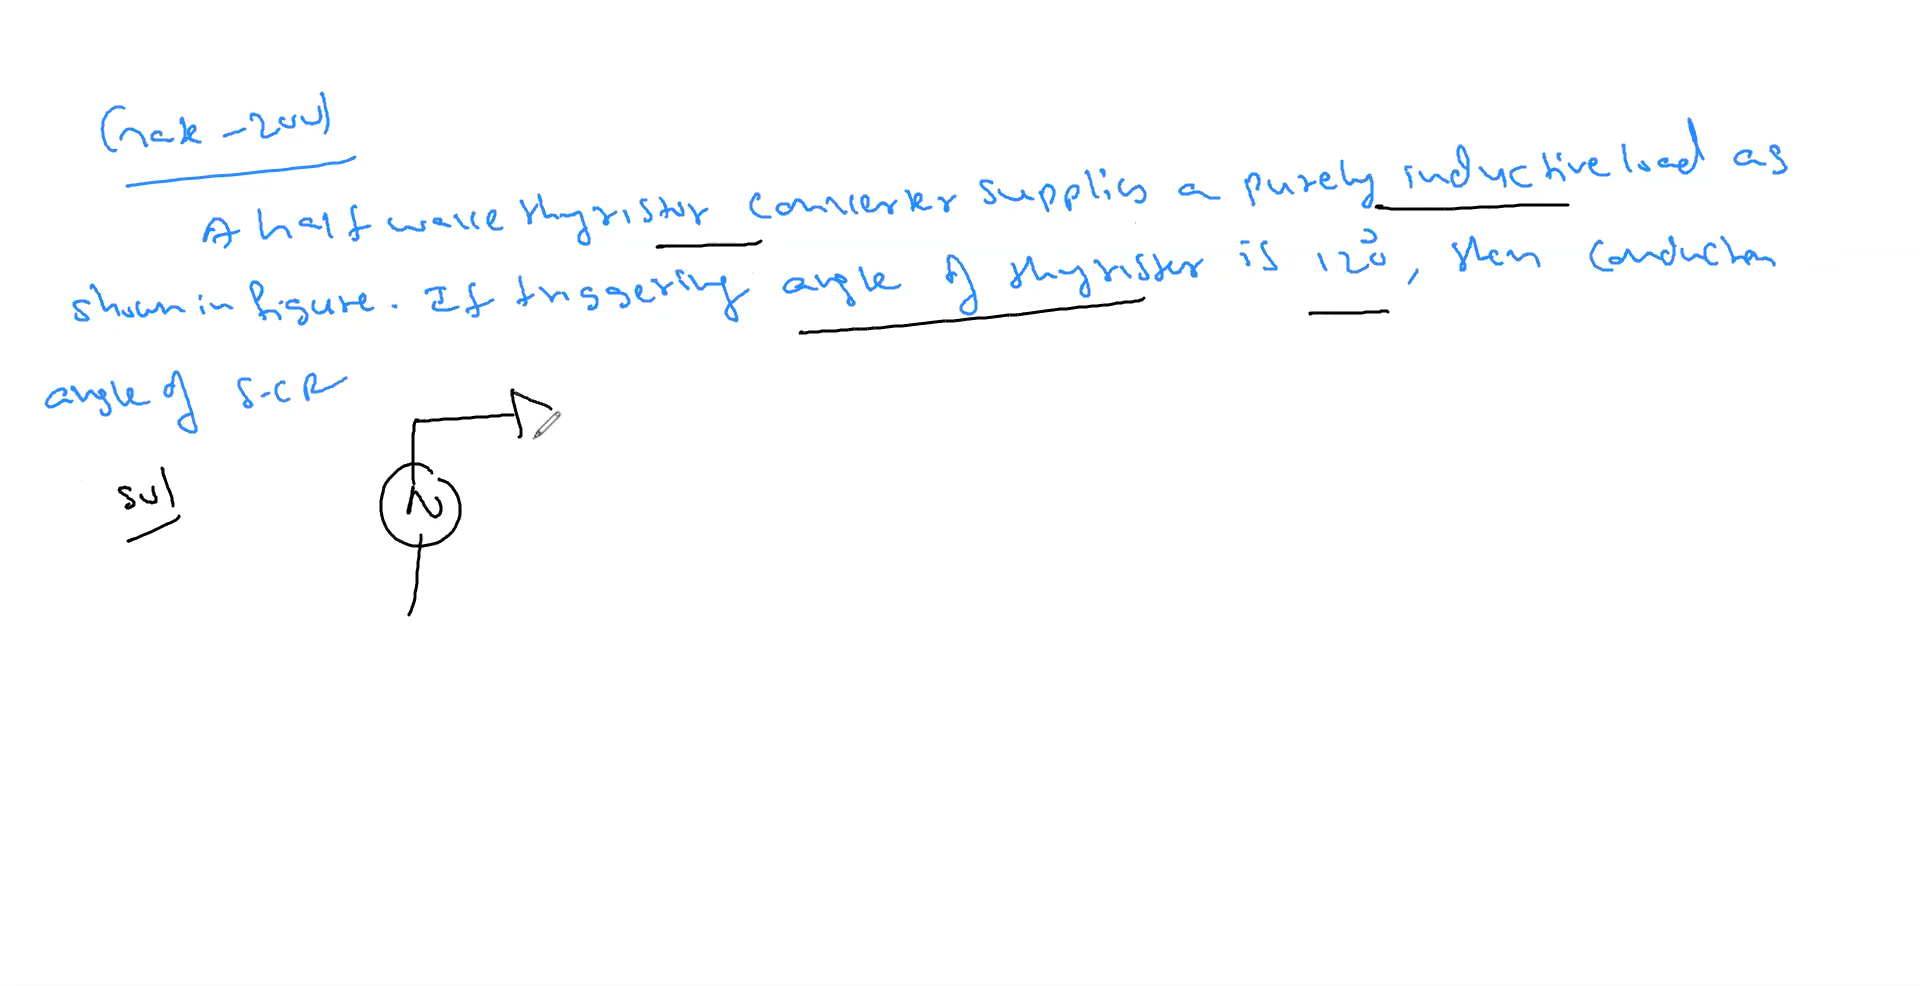 (Gate -200
A half wave thyristor converter supplies a purely inductive load as
shown in figure. If triggering angle of thyristor is 120°, then conduction
angle of S.C R
sol